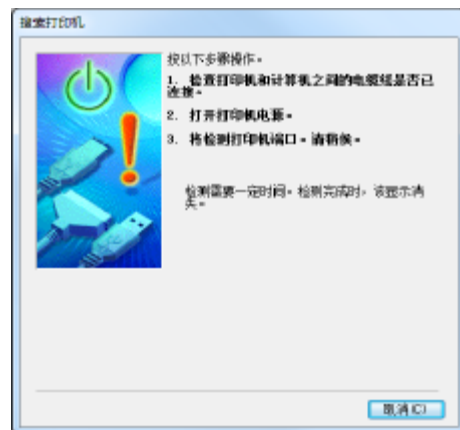 搜索打印机
按以下步骤操作。
1. 检查打印机和计算机之间的电缆线是否已
连接。
2. 打开打印机电源。
3. 将检测打印机端口。请稍候。
检测需要一定时间。检测完成时，该显示消
失。
取消(C)